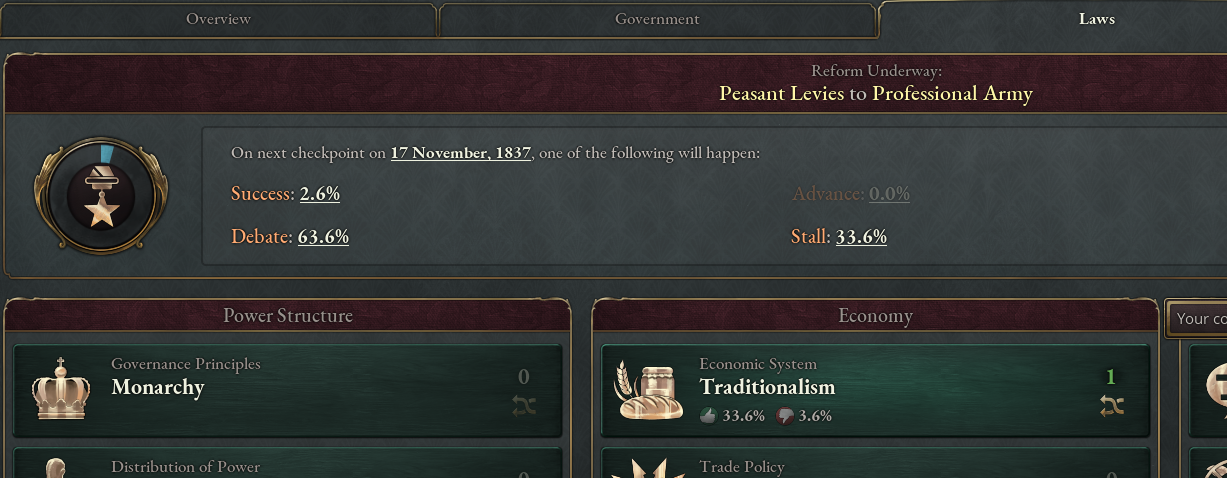 Overview
Government
Laws
Reform Underway:
Peasant Levies to Professional Army
On next checkpoint on 17 November, 1837, one of the following will happen:
Success: 2.6%
Advance: 0.0%
Debate: 63.6%
Stall: 33.6%
Power Structure
Economy
Your co
Governance Principles
Monarchy
0
Economic System
Traditionalism
1
33.6% 3.6%
Distribution of Power
Trade Policy